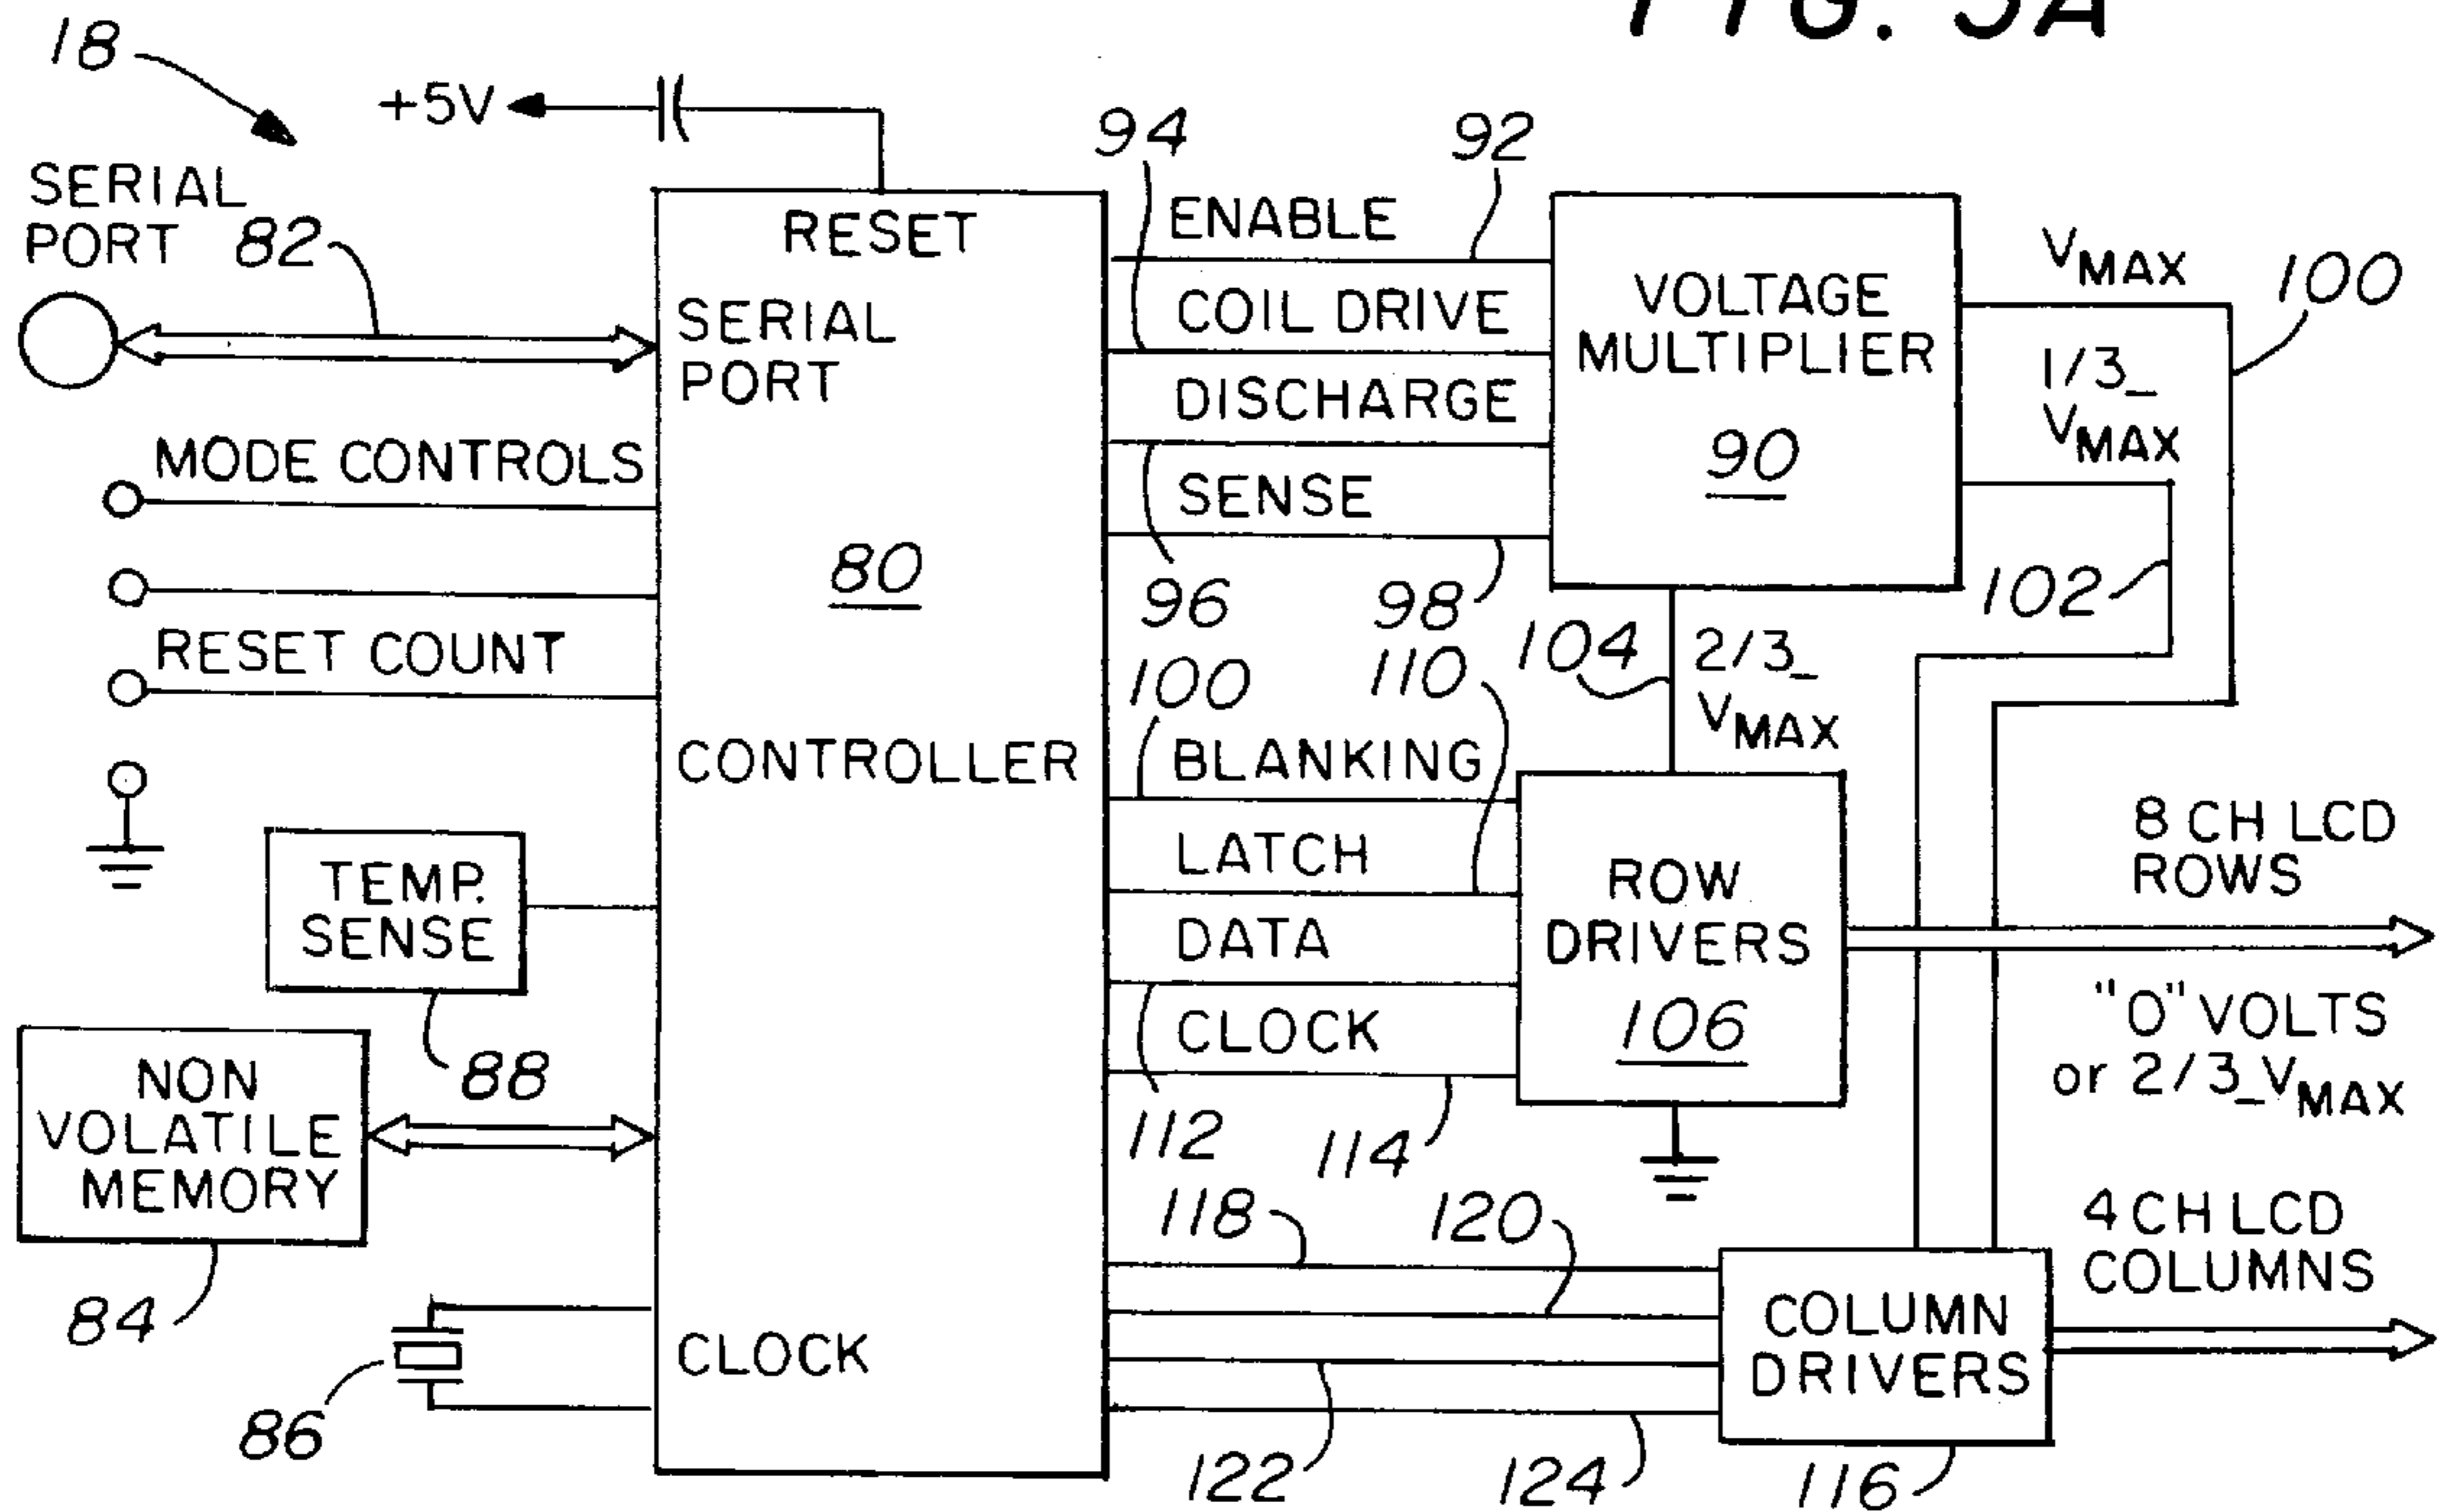 FIG. 5A
18
+5V
SERIAL
PORT
82
RESET
SERIAL
PORT
MODE CONTROLS
RESET COUNT
80
CONTROLLER
TEMP.
SENSE
88
NON
VOLATILE
MEMORY
84
86
CLOCK
94
92
ENABLE
COIL DRIVE
DISCHARGE
SENSE
96
98
VOLTAGE
MULTIPLIER
90
VMAX
100
1/3_
VMAX
102
104
2/3_
VMAX
100
110
BLANKING
LATCH
DATA
CLOCK
112
114
ROW
DRIVERS
106
8 CH LCD
ROWS
"0" VOLTS
or 2/3_VMAX
118
120
122
124
COLUMN
DRIVERS
116
4 CH LCD
COLUMNS